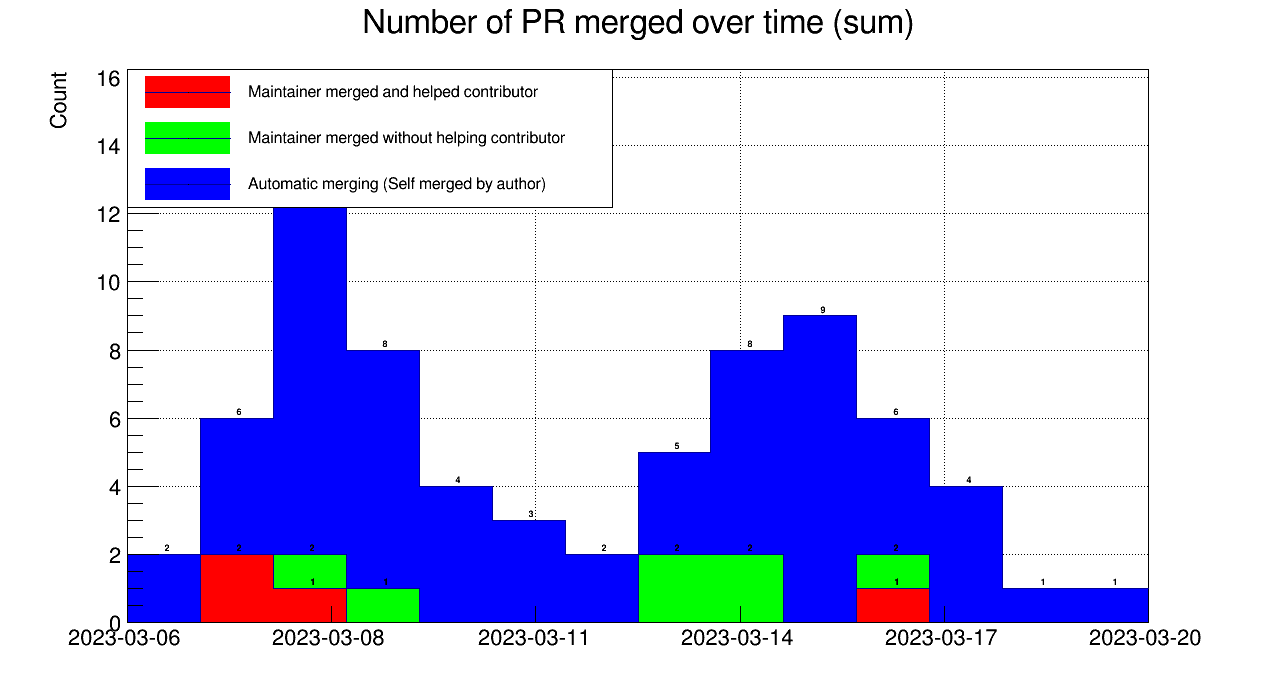 Number of PR merged over time (sum)
Count
16
14
12
10
8
6
4
2
0
Maintainer merged and helped contributor
Maintainer merged without helping contributor
Automatic merging (Self merged by author)
2 6 8 4 3 2 5 8 9 6 4 1 1
2 2 1 1 2 2 2 1
2023-03-06 2023-03-08 2023-03-11 2023-03-14 2023-03-17 2023-03-20